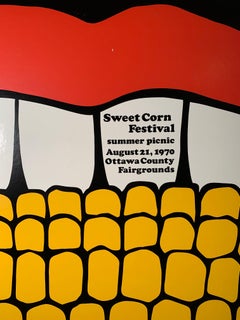 Sweet Corn
Festival
summer picnic
August 21, 1970
Ottawa County
Fairgrounds